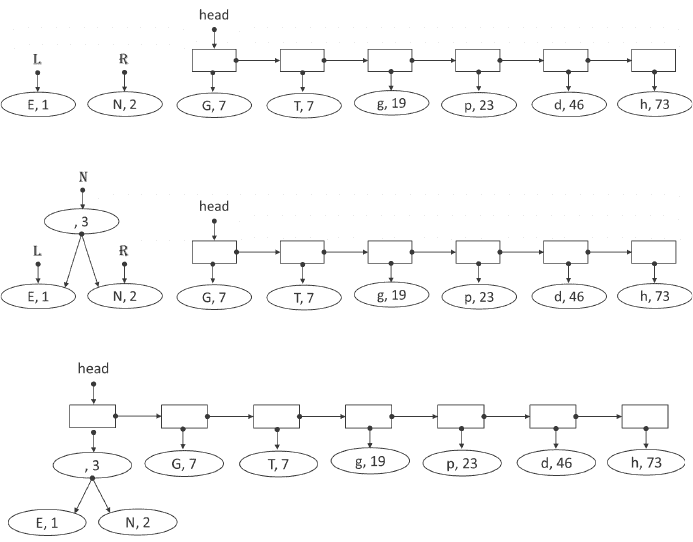 head
L R
E, 1 N, 2 G, 7 T, 7 g, 19 p, 23 d, 46 h, 73
N
, 3
head
L R
E, 1 N, 2 G, 7 T, 7 g, 19 p, 23 d, 46 h, 73
head
, 3 G, 7 T, 7 g, 19 p, 23 d, 46 h, 73
E, 1 N, 2